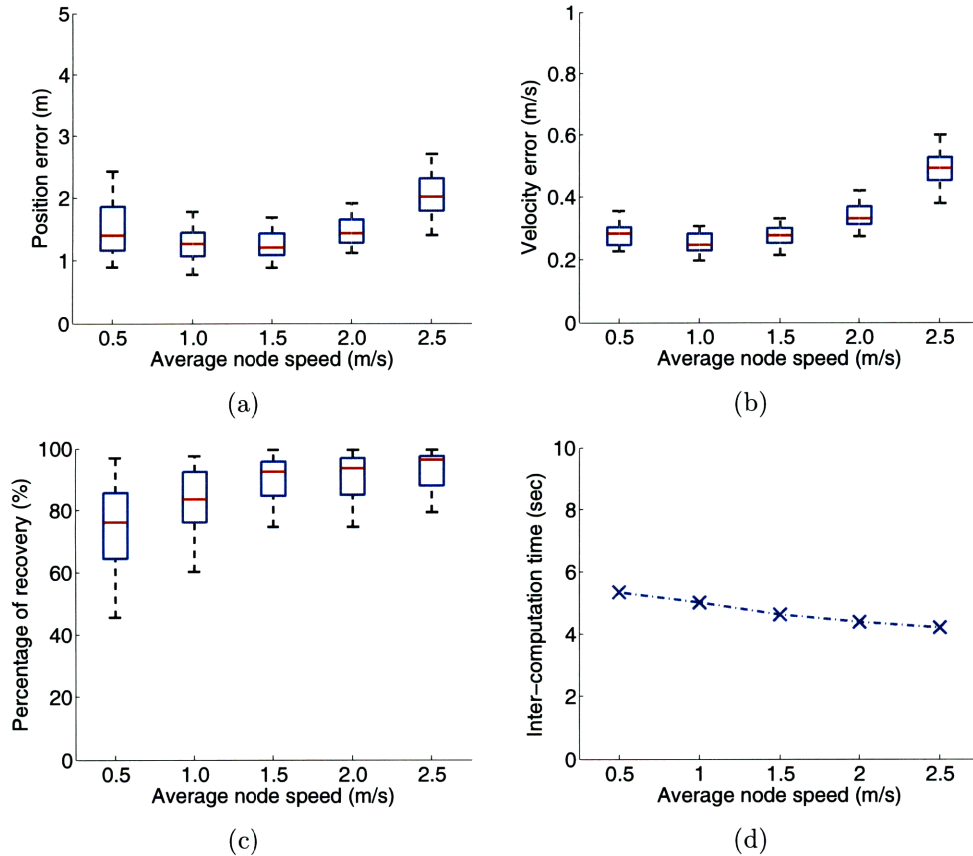 Position error (m)
5
4
3
2
1
0
0.5 1.0 1.5 2.0 2.5
Average node speed (m/s)
(a)
Velocity error (m/s)
1
0.8
0.6
0.4
0.2
0
0.5 1.0 1.5 2.0 2.5
Average node speed (m/s)
(b)
Percentage of recovery (%)
100
80
60
40
20
0
0.5 1.0 1.5 2.0 2.5
Average node speed (m/s)
(c)
Inter-computation time (sec)
10
8
6
4
2
0
0.5 1 1.5 2 2.5
Average node speed (m/s)
(d)